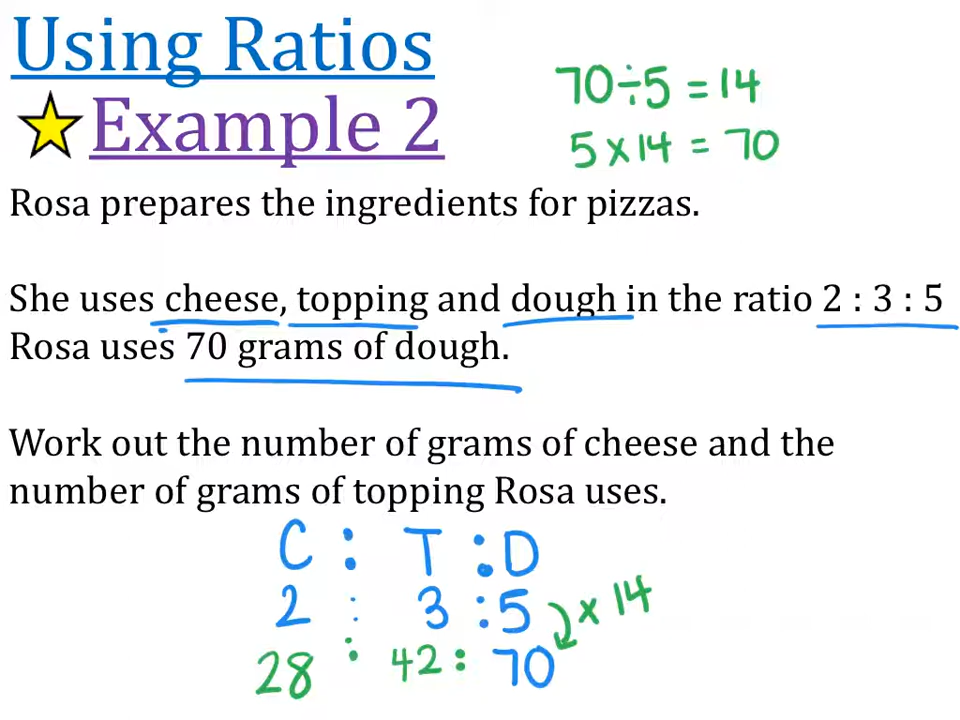 Using Ratios
Example 2
70÷5 = 14
5 x 14 = 70
Rosa prepares the ingredients for pizzas.
She uses cheese, topping and dough in the ratio 2 : 3 : 5
Rosa uses 70 grams of dough.
Work out the number of grams of cheese and the
number of grams of topping Rosa uses.
C : T : D
2 : 3 : 5 x 14
28 : 42 : 70